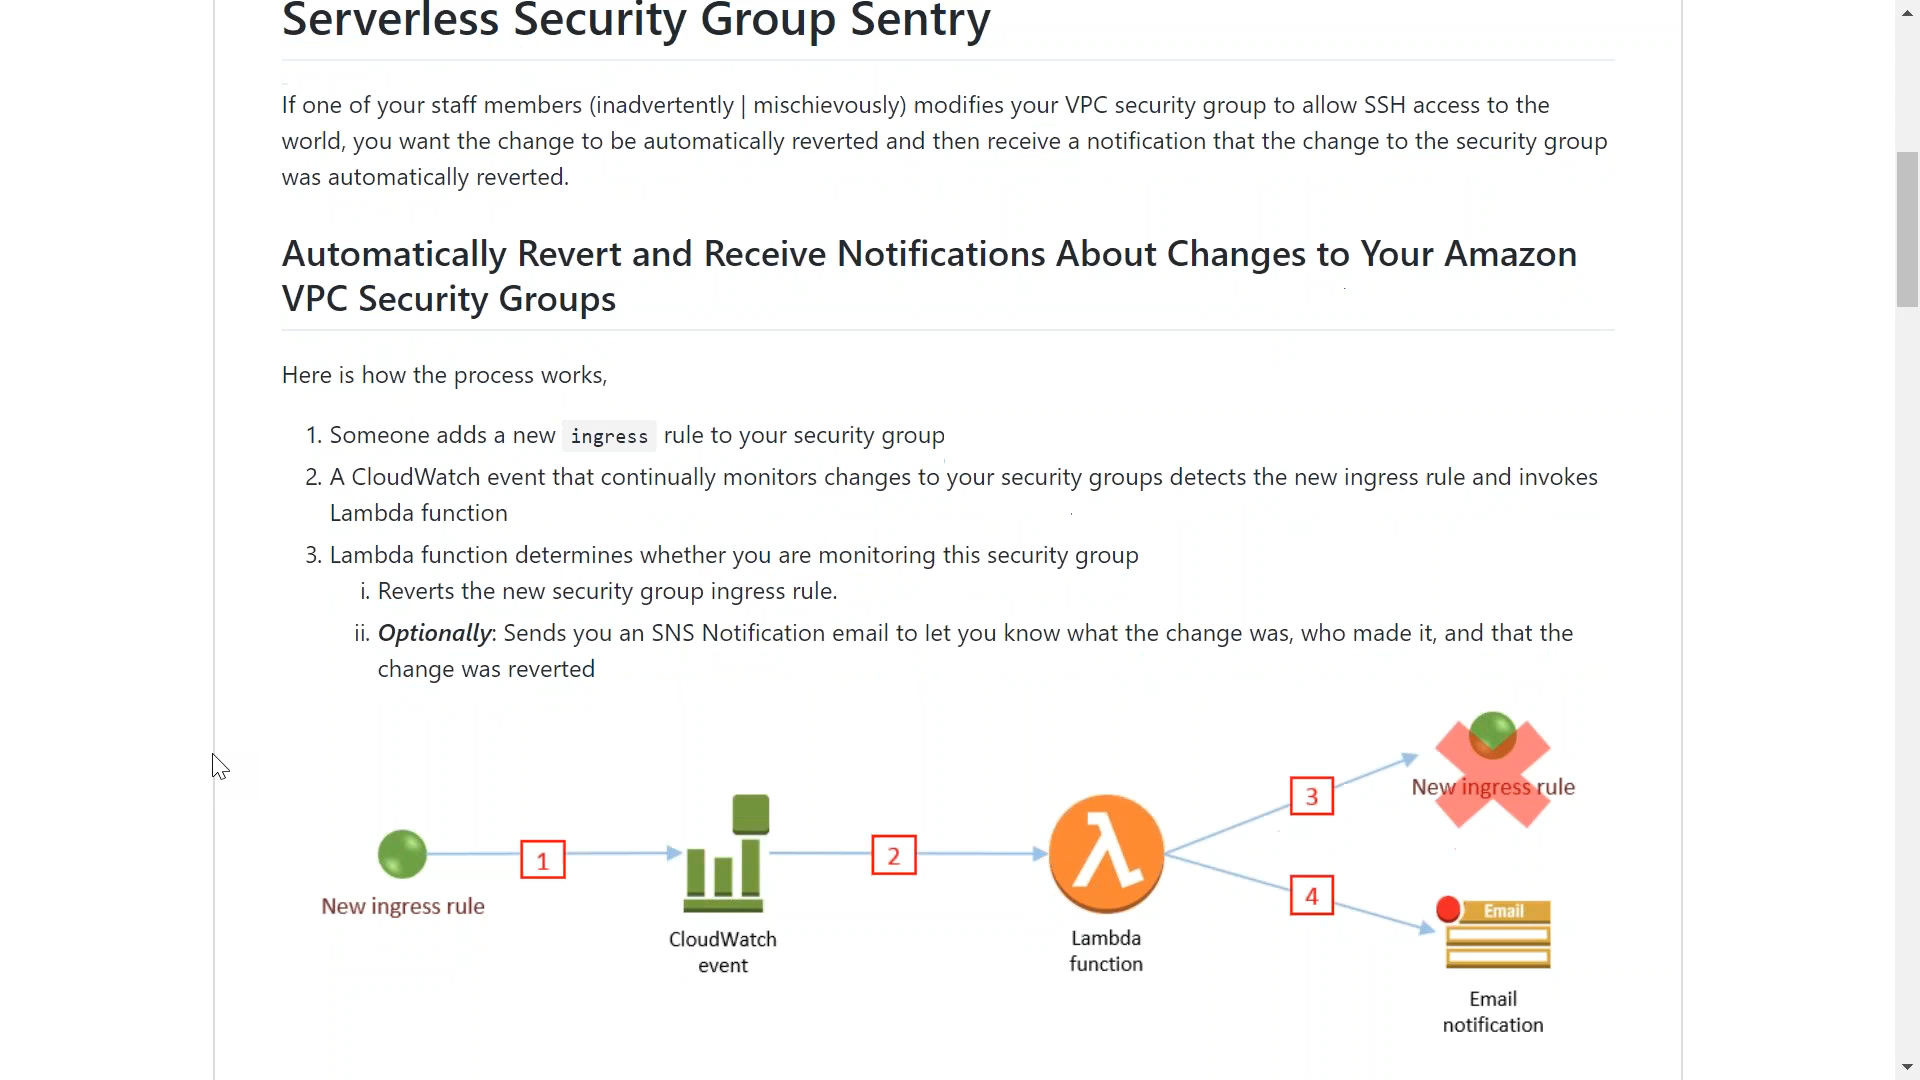 Serverless Security Group Sentry
If one of your staff members (inadvertently | mischievously) modifies your VPC security group to allow SSH access to the
world, you want the change to be automatically reverted and then receive a notification that the change to the security group
was automatically reverted.
Automatically Revert and Receive Notifications About Changes to Your Amazon
VPC Security Groups
Here is how the process works,
1. Someone adds a new ingress rule to your security group
2. A CloudWatch event that continually monitors changes to your security groups detects the new ingress rule and invokes
Lambda function
3. Lambda function determines whether you are monitoring this security group
i. Reverts the new security group ingress rule.
ii. Optionally: Sends you an SNS Notification email to let you know what the change was, who made it, and that the
change was reverted
New ingress rule
1
CloudWatch
event
2
Lambda
function
3
New ingress rule
4
Email
Email
notification